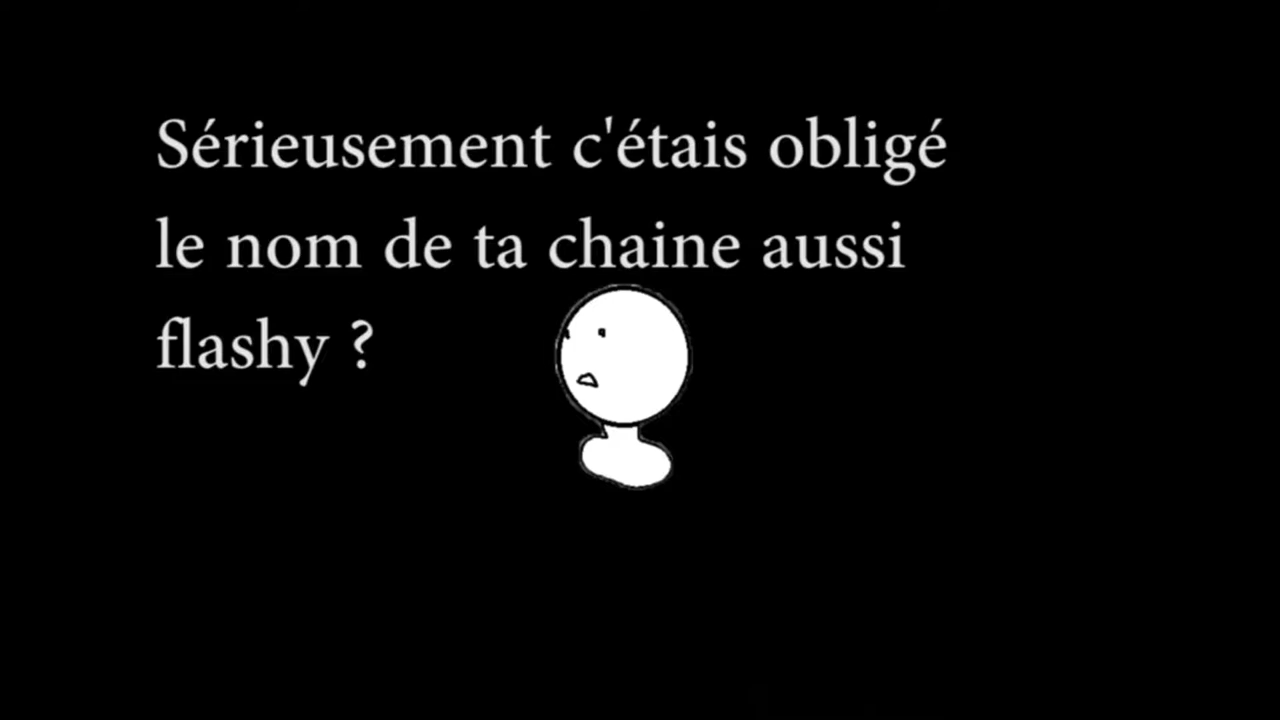 Sérieusement c'étais obligé
le nom de ta chaine aussi
flashy ?